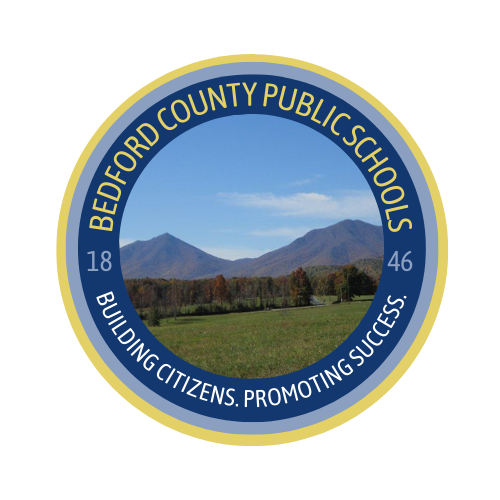 BEDFORD COUNTY PUBLIC SCHOOLS
18 46
BUILDING CITIZENS. PROMOTING SUCCESS.